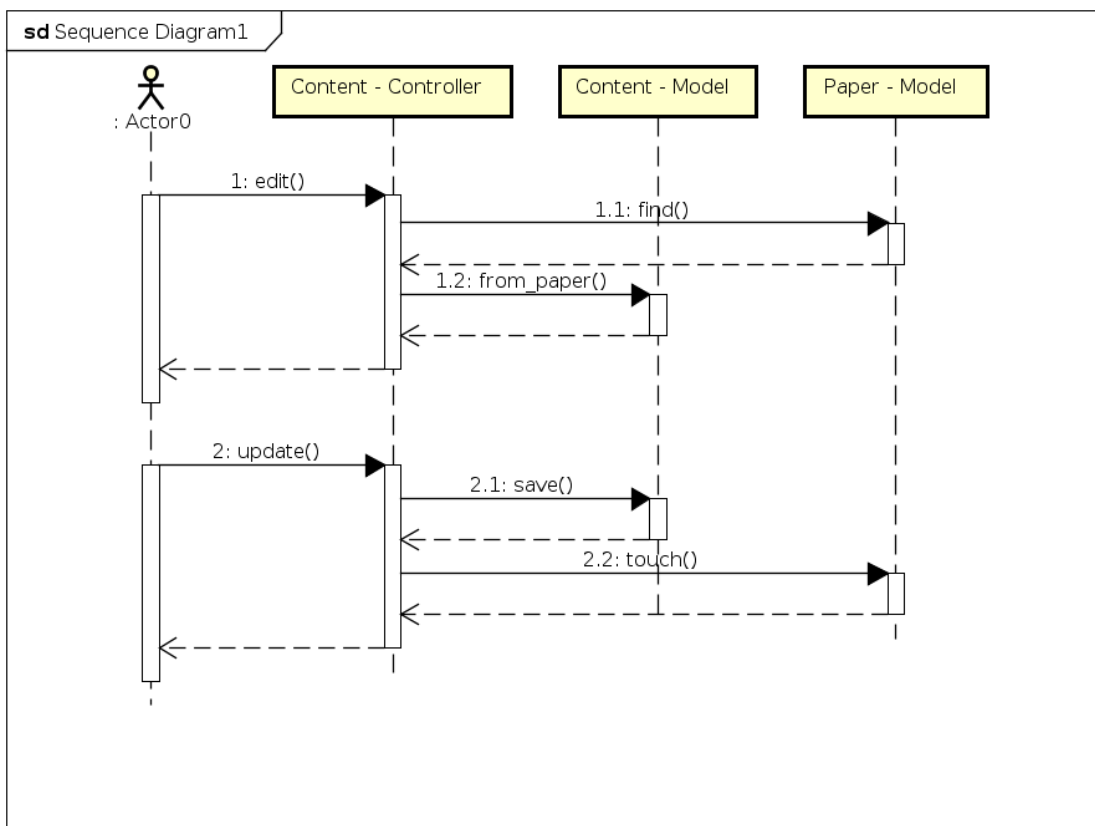 sd Sequence Diagram1
: Actor0
Content - Controller
Content - Model
Paper - Model
1: edit()
1.1: find()
1.2: from_paper()
2: update()
2.1: save()
2.2: touch()